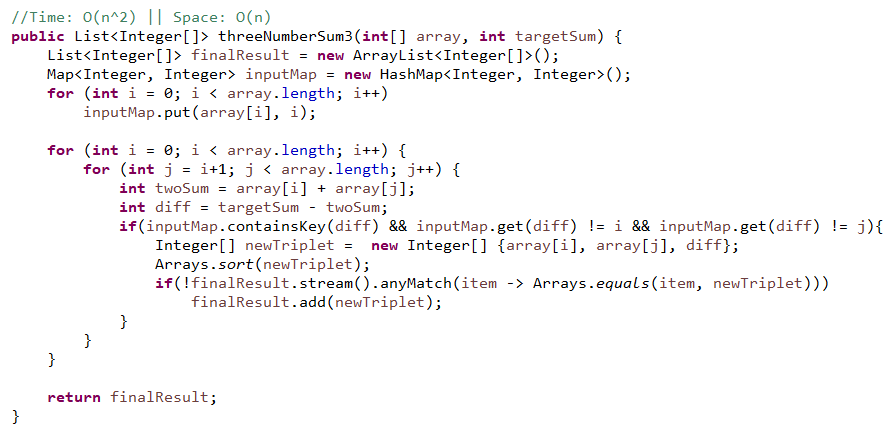 //Time: O(n^2) || Space: O(n)
public List<Integer[]> threeNumberSum3(int[] array, int targetSum) {
    List<Integer[]> finalResult = new ArrayList<Integer[]>();
    Map<Integer, Integer> inputMap = new HashMap<Integer, Integer>();
    for (int i = 0; i < array.length; i++)
        inputMap.put(array[i], i);

    for (int i = 0; i < array.length; i++) {
        for (int j = i+1; j < array.length; j++) {
            int twoSum = array[i] + array[j];
            int diff = targetSum - twoSum;
            if(inputMap.containsKey(diff) && inputMap.get(diff) != i && inputMap.get(diff) != j){
                Integer[] newTriplet =  new Integer[] {array[i], array[j], diff};
                Arrays.sort(newTriplet);
                if(!finalResult.stream().anyMatch(item -> Arrays.equals(item, newTriplet)))
                    finalResult.add(newTriplet);
            }
        }
    }

    return finalResult;
}